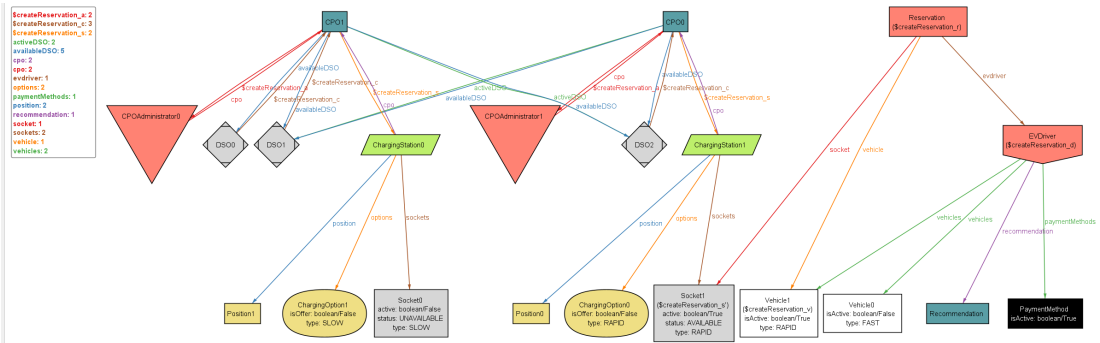 $createReservation_a: 2
$createReservation_c: 3
$createReservation_s: 2
activeDSO: 2
availableDSO: 5
cpo: 2
cpo: 2
evdriver: 1
options: 2
paymentMethods: 1
position: 2
recommendation: 1
socket: 1
sockets: 2
vehicle: 1
vehicles: 2
CPO1
CPO0
Reservation
($createReservation_r)
availableDSO
$createReservation_c
$createReservation_a
cpo
$createReservation_c
availableDSO
$createReservation_s
cpo
availableDSO
activeDSO
activeDSO
availableDSO
cpo
$createReservation_a
availableDSO
$createReservation_c
$createReservation_s
cpo
evdriver
CPOAdministrator0
DSO0
DSO1
ChargingStation0
CPOAdministrator1
DSO2
ChargingStation1
socket
vehicle
EVDriver
($createReservation_d)
position
options
sockets
position
options
sockets
vehicles
vehicles
recommendation
paymentMethods
Position1
ChargingOption1
isOffer: boolean/False
type: SLOW
Socket0
active: boolean/False
status: UNAVAILABLE
type: SLOW
Position0
ChargingOption0
isOffer: boolean/False
type: RAPID
Socket1
($createReservation_s')
active: boolean/True
status: AVAILABLE
type: RAPID
Vehicle1
($createReservation_v)
isActive: boolean/True
type: RAPID
Vehicle0
isActive: boolean/False
type: FAST
Recommendation
PaymentMethod
isActive: boolean/True